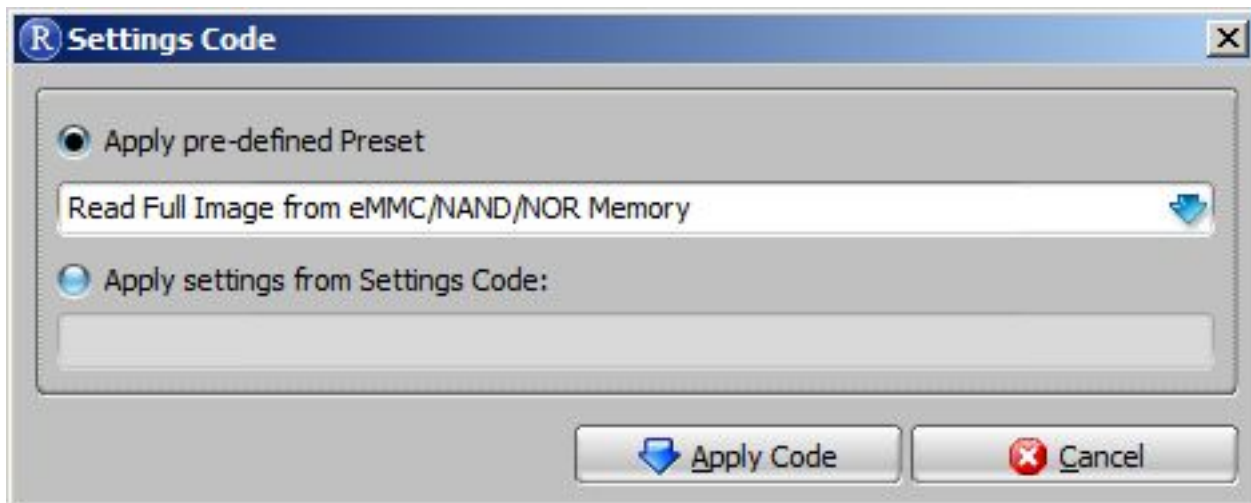 R Settings Code
Apply pre-defined Preset
Read Full Image from eMMC/NAND/NOR Memory
Apply settings from Settings Code:
Apply Code Cancel